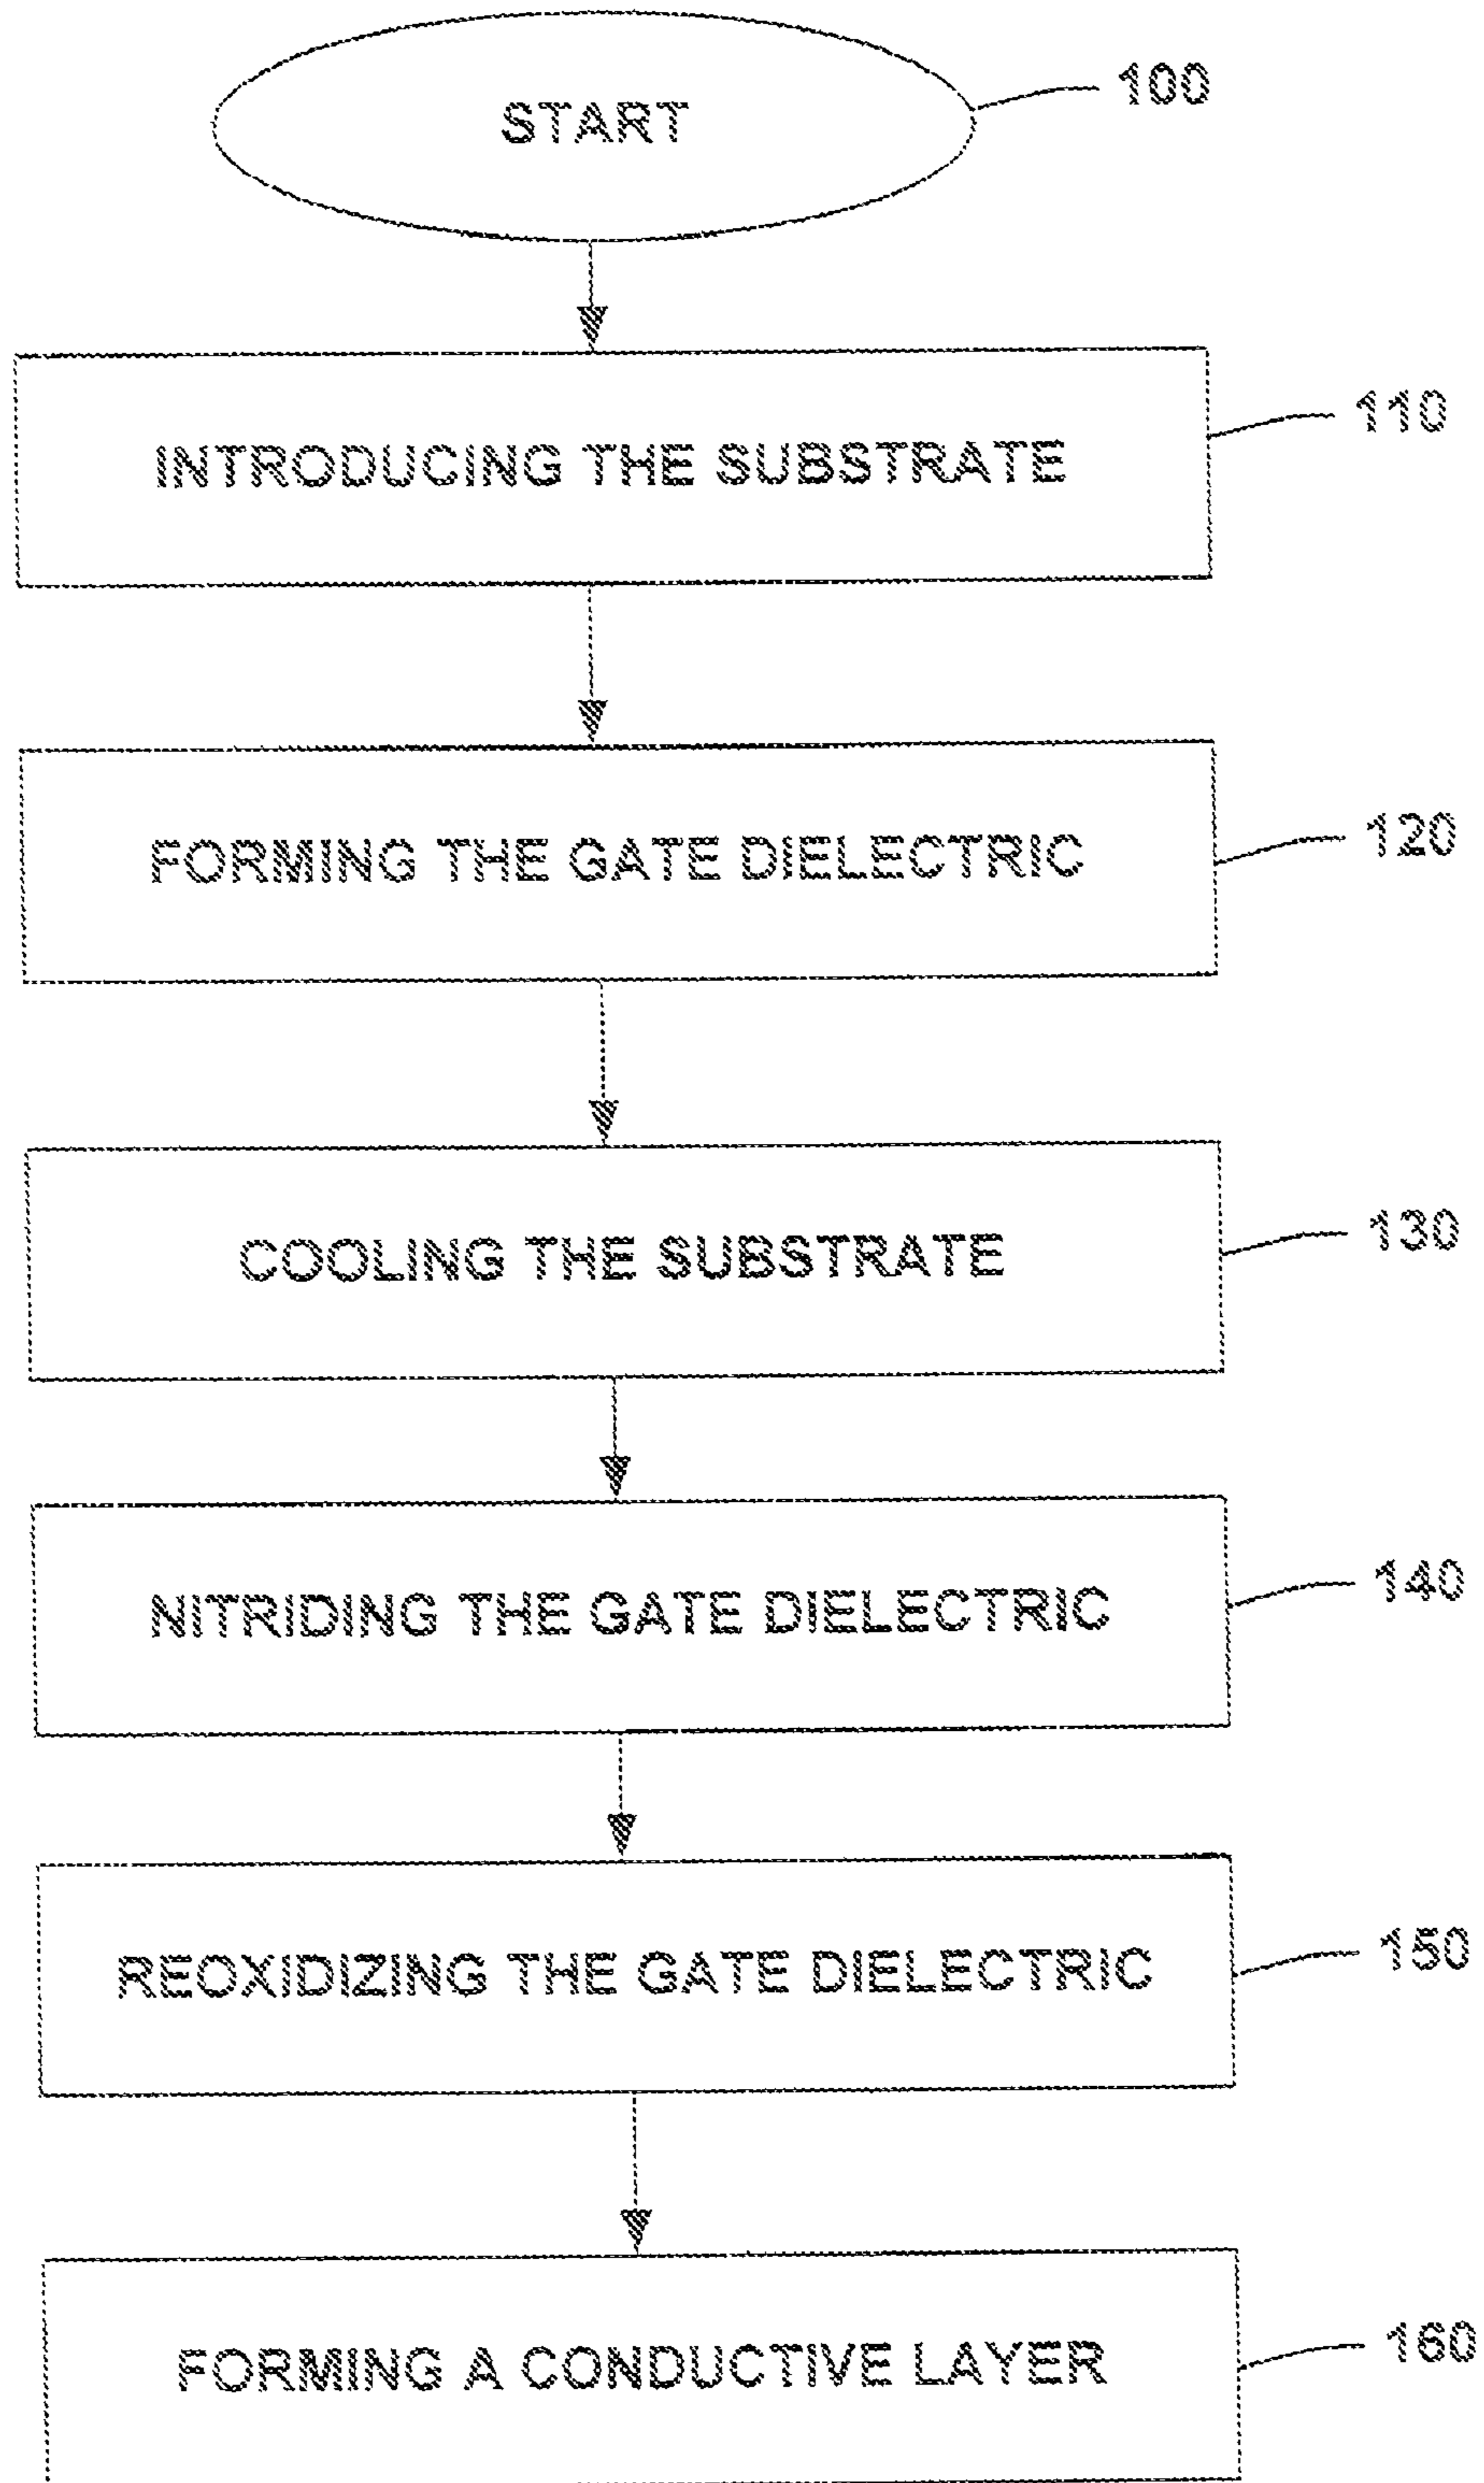 START
100
INTRODUCING THE SUBSTRATE
110
FORMING THE GATE DIELECTRIC
120
COOLING THE SUBSTRATE
130
NITRIDING THE GATE DIELECTRIC
140
REOXIDIZING THE GATE DIELECTRIC
150
FORMING A CONDUCTIVE LAYER
160